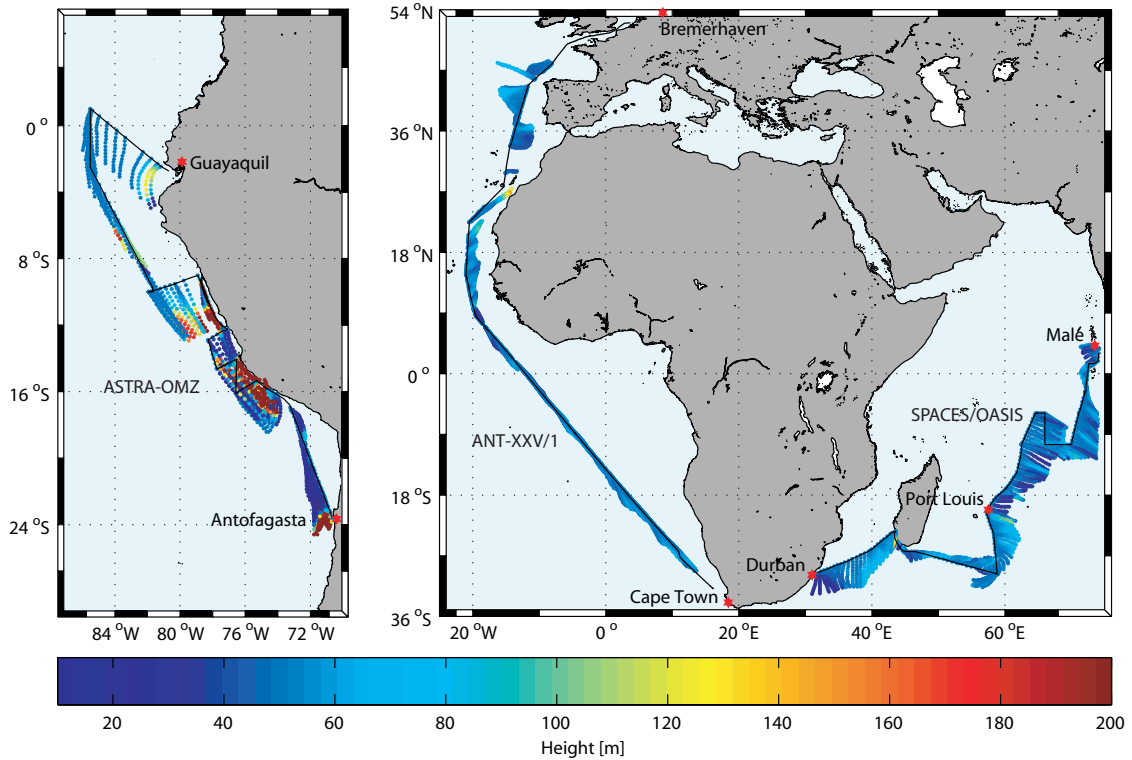 54 °N
Bremerhaven
36 °N
0 °
Guayaquil
18 °N
8 °S
Malé
0 °
ASTRA-OMZ
16 °S
SPACES/OASIS
ANT-XXV/1
18 °S
Port Louis
Antofagasta
24 °S
Durban
Cape Town
36 °S
84 °W 80 °W 76 °W 72 °W
20 °W 0 20 °E 40 °E 60 °E
20 40 60 80 100 120 140 160 180 200
Height [m]